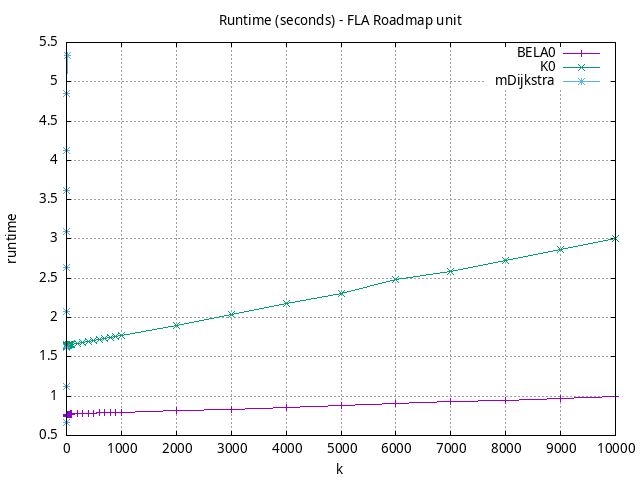 Runtime (seconds) - FLA Roadmap unit
BELA0
K0
mDijkstra
5.5
5
4.5
4
3.5
3
2.5
2
1.5
1
0.5
runtime
0 1000 2000 3000 4000 5000 6000 7000 8000 9000 10000
k